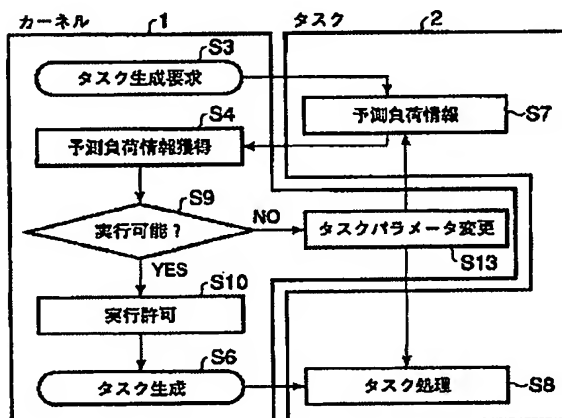 カーネル 1 タスク 2
S3
タスク生成要求
S4
予測負荷情報 S7
予測負荷情報獲得
S9
実行可能? NO タスクパラメータ変更
S13
YES
S10
実行許可
S6
タスク生成 タスク処理 S8